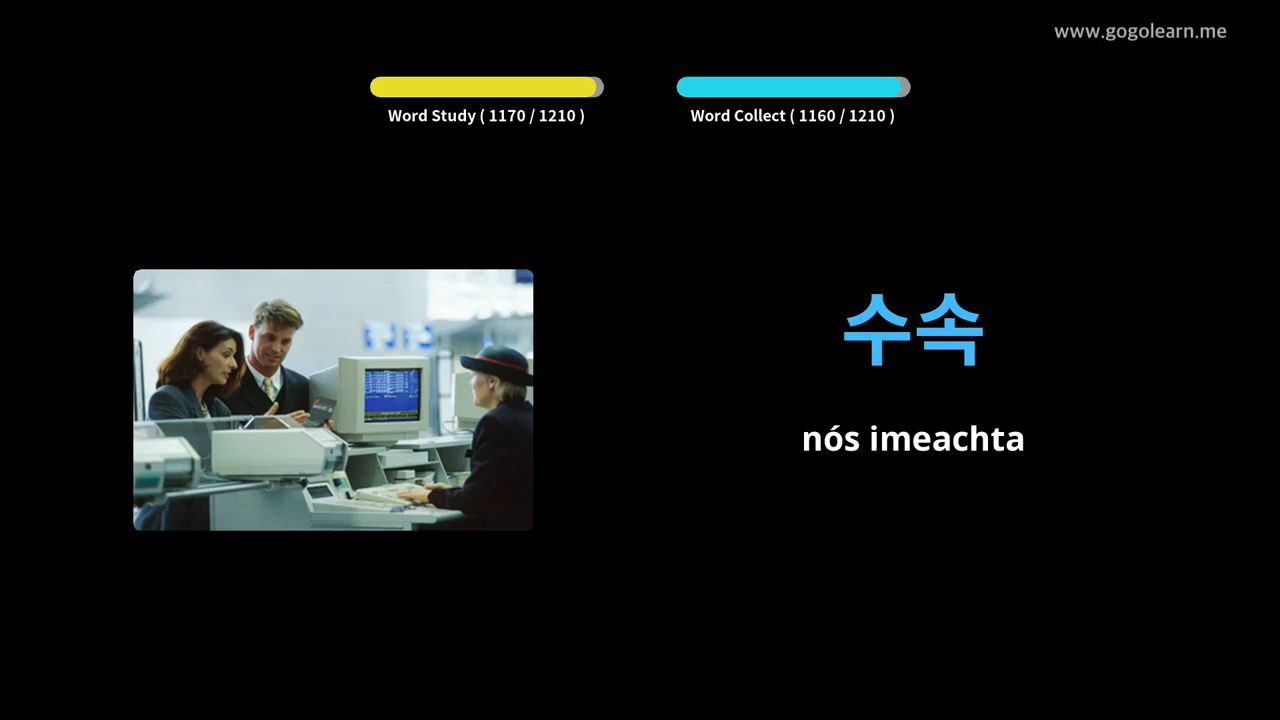 www.gogolearn.me
Word Study ( 1170 / 1210 )
Word Collect ( 1160 / 1210 )
수속
nós imeachta